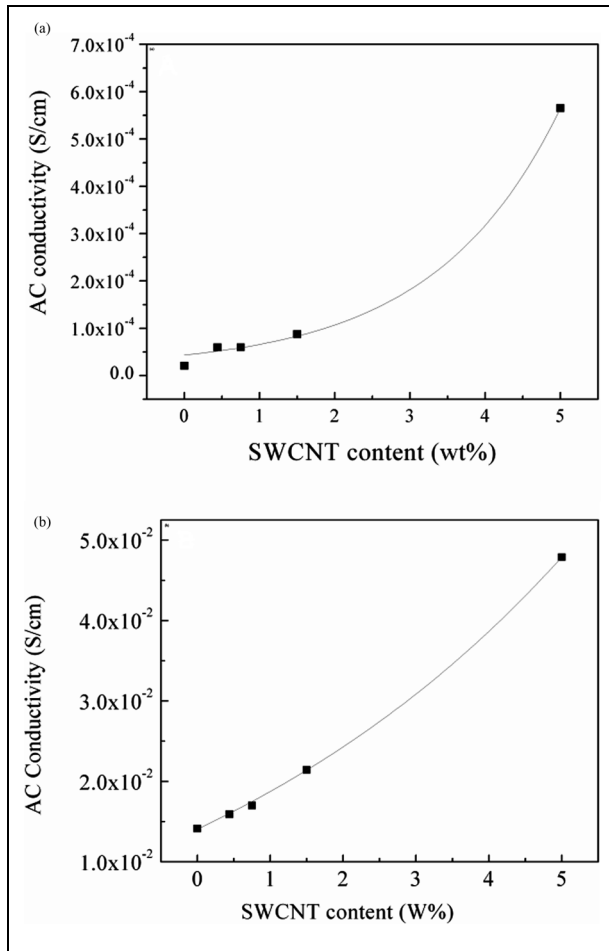 (a)
7.0x10⁻⁴
6.0x10⁻⁴
5.0x10⁻⁴
4.0x10⁻⁴
3.0x10⁻⁴
2.0x10⁻⁴
1.0x10⁻⁴
0.0
AC conductivity (S/cm)
0 1 2 3 4 5
SWCNT content (wt%)
(b)
5.0x10⁻²
4.0x10⁻²
3.0x10⁻²
2.0x10⁻²
1.0x10⁻²
AC Conductivity (S/cm)
0 1 2 3 4 5
SWCNT content (W%)